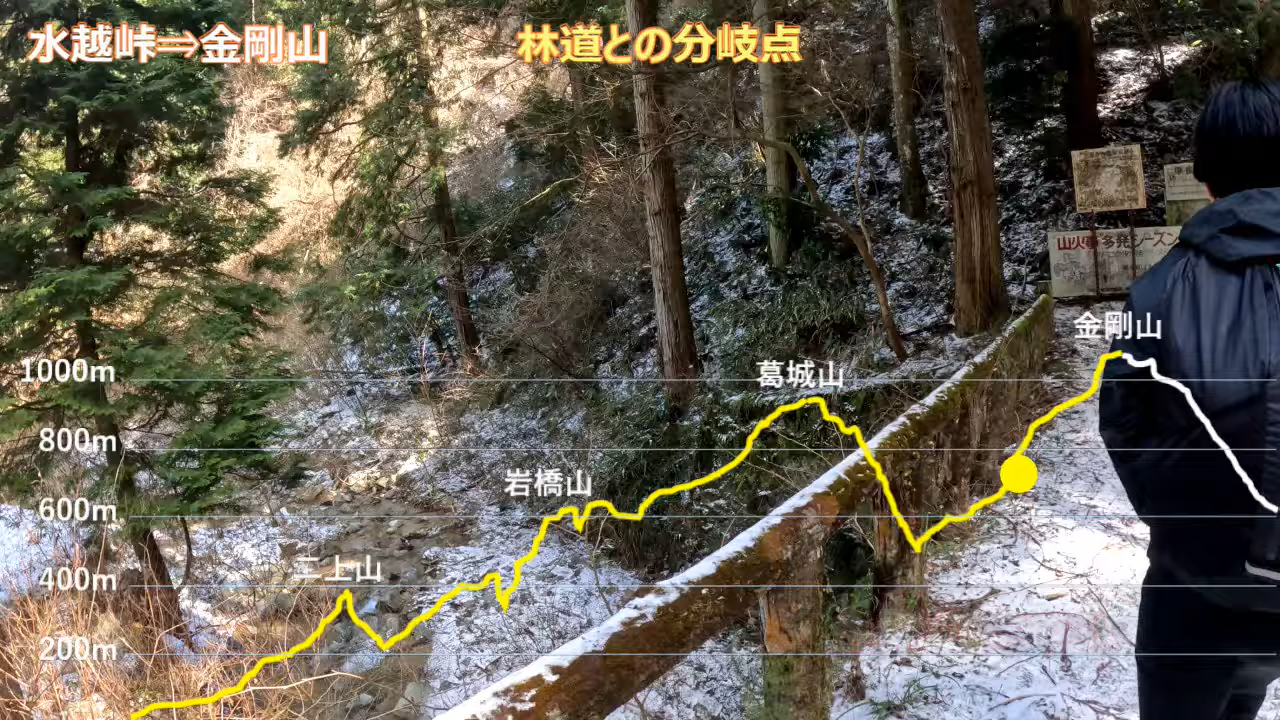 水越峠⇒金剛山
林道との分岐点
山火事多発シーズン
金剛山
1000m
葛城山
800m
岩橋山
600m
二上山
400m
200m